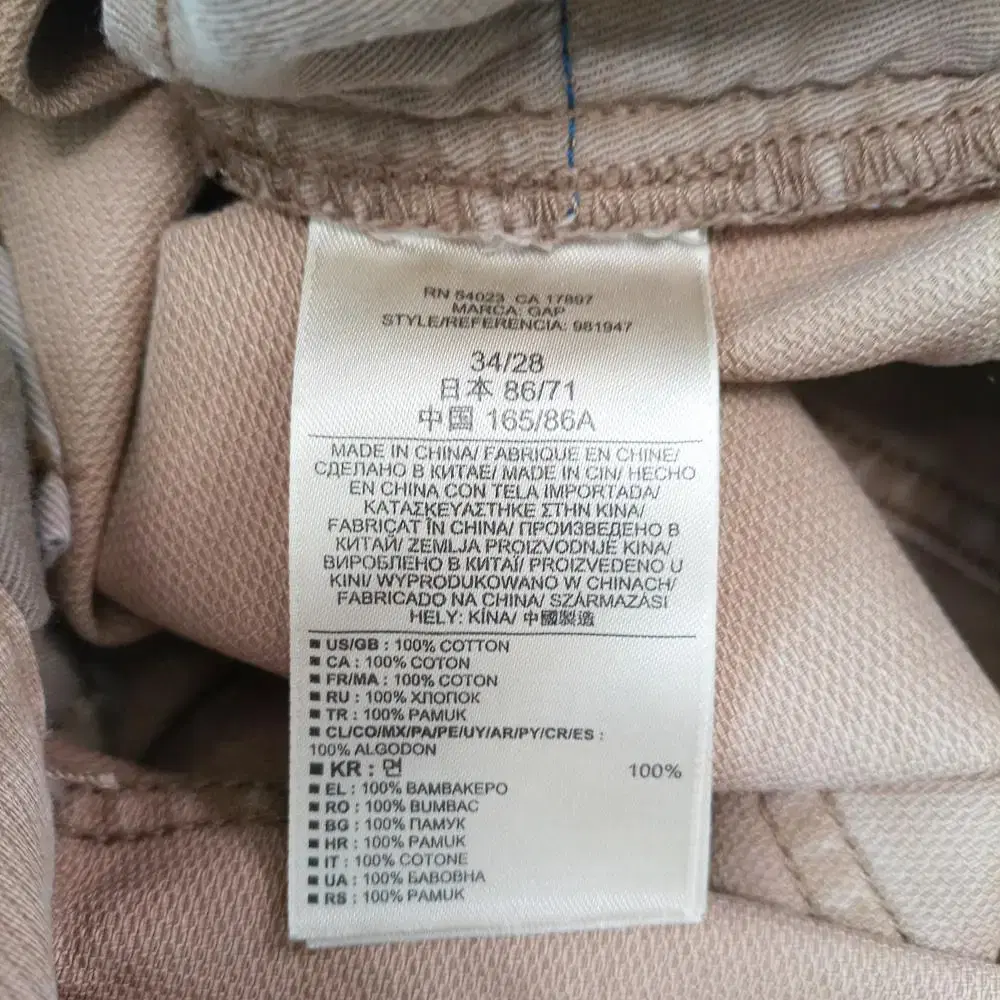 RN 54023 CA 17897
MARCA: GAP
STYLE/REFERENCIA: 981947
34/28
日本 86/71
中国 165/86A
MADE IN CHINA/ FABRIQUE EN CHINE/
СДЕЛАНО В КИТАЕ/ MADE IN CIN/ HECHO
EN CHINA CON TELA IMPORTADA/
ΚΑΤΑΣΚΕΥΑΣΤΗΚΕ ΣΤΗΝ ΚΙΝΑ/
FABRICAT ÎN CHINA/ ПРОИЗВЕДЕНО В
КИТАЙ/ ZEMLJA PROIZVODNJE KINA/
ВИРОБЛЕНО В КИТАЇ/ PROIZVEDENO U
KINI/ WYPRODUKOWANO W CHINACH/
FABRICADO NA CHINA/ SZÁRMAZÁSI
HELY: KÍNA/ 中國製造
■ US/GB : 100% COTTON
■ CA : 100% COTON
■ FR/MA : 100% COTON
■ RU : 100% ХЛОПОК
■ TR : 100% PAMUK
■ CL/CO/MX/PA/PE/UY/AR/PY/CR/ES :
100% ALGODON
■ KR : 면 100%
■ EL : 100% ΒΑΜΒΑΚΕΡΟ
■ RO : 100% BUMBAC
■ BG : 100% ПАМУК
■ HR : 100% PAMUK
■ IT : 100% COTONE
■ UA : 100% БАВОВНА
■ RS : 100% PAMUK